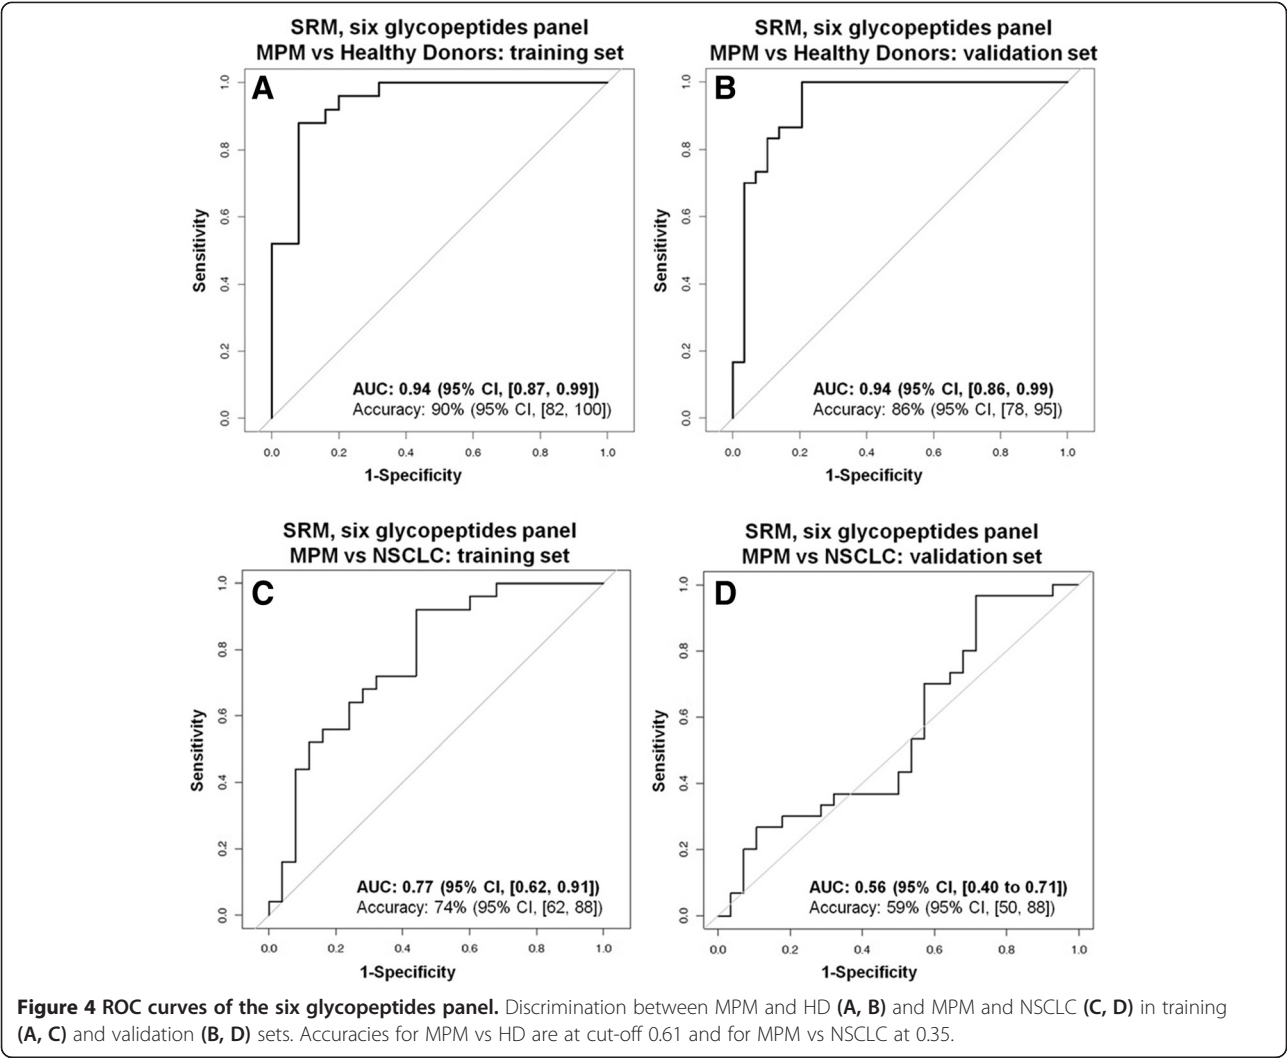 SRM, six glycopeptides panel
MPM vs Healthy Donors: training set
A
1.0
0.8
0.6
0.4
0.2
0.0
Sensitivity
AUC: 0.94 (95% CI, [0.87, 0.99])
Accuracy: 90% (95% CI, [82, 100])
0.0 0.2 0.4 0.6 0.8 1.0
1-Specificity
SRM, six glycopeptides panel
MPM vs Healthy Donors: validation set
B
1.0
0.8
0.6
0.4
0.2
0.0
Sensitivity
AUC: 0.94 (95% CI, [0.86, 0.99)
Accuracy: 86% (95% CI, [78, 95])
0.0 0.2 0.4 0.6 0.8 1.0
1-Specificity
SRM, six glycopeptides panel
MPM vs NSCLC: training set
C
1.0
0.8
0.6
0.4
0.2
0.0
Sensitivity
AUC: 0.77 (95% CI, [0.62, 0.91])
Accuracy: 74% (95% CI, [62, 88])
0.0 0.2 0.4 0.6 0.8 1.0
1-Specificity
SRM, six glycopeptides panel
MPM vs NSCLC: validation set
D
1.0
0.8
0.6
0.4
0.2
0.0
Sensitivity
AUC: 0.56 (95% CI, [0.40 to 0.71])
Accuracy: 59% (95% CI, [50, 88])
0.0 0.2 0.4 0.6 0.8 1.0
1-Specificity
Figure 4 ROC curves of the six glycopeptides panel. Discrimination between MPM and HD (A, B) and MPM and NSCLC (C, D) in training
(A, C) and validation (B, D) sets. Accuracies for MPM vs HD are at cut-off 0.61 and for MPM vs NSCLC at 0.35.